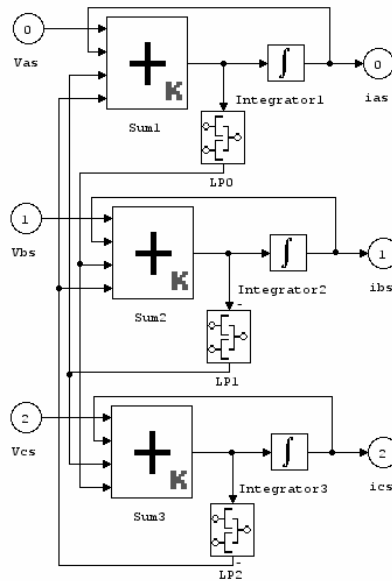 0
Vas
K
Sum1
∫
Integrator1
0
ias
LP0
1
Vbs
K
Sum2
∫
Integrator2
1
ibs
LP1
2
Vcs
K
Sum3
∫
Integrator3
2
ics
LP2